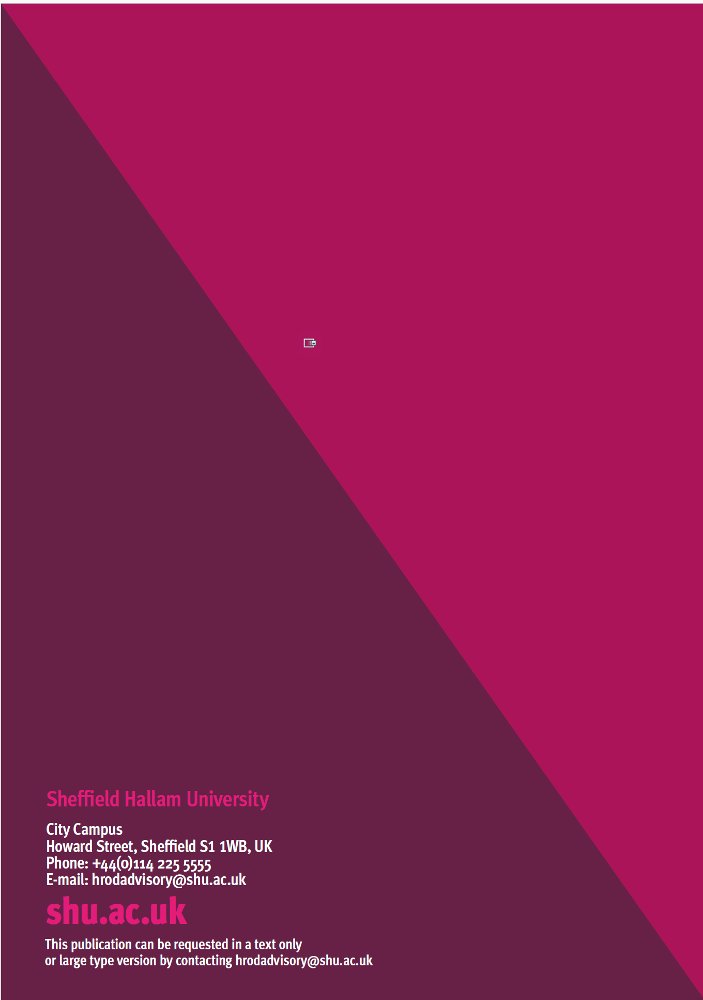 Sheffield Hallam University
City Campus
Howard Street, Sheffield S1 1WB, UK
Phone: +44(0)114 225 5555
E-mail: hrodadvisory@shu.ac.uk
shu.ac.uk
This publication can be requested in a text only
or large type version by contacting hrodadvisory@shu.ac.uk